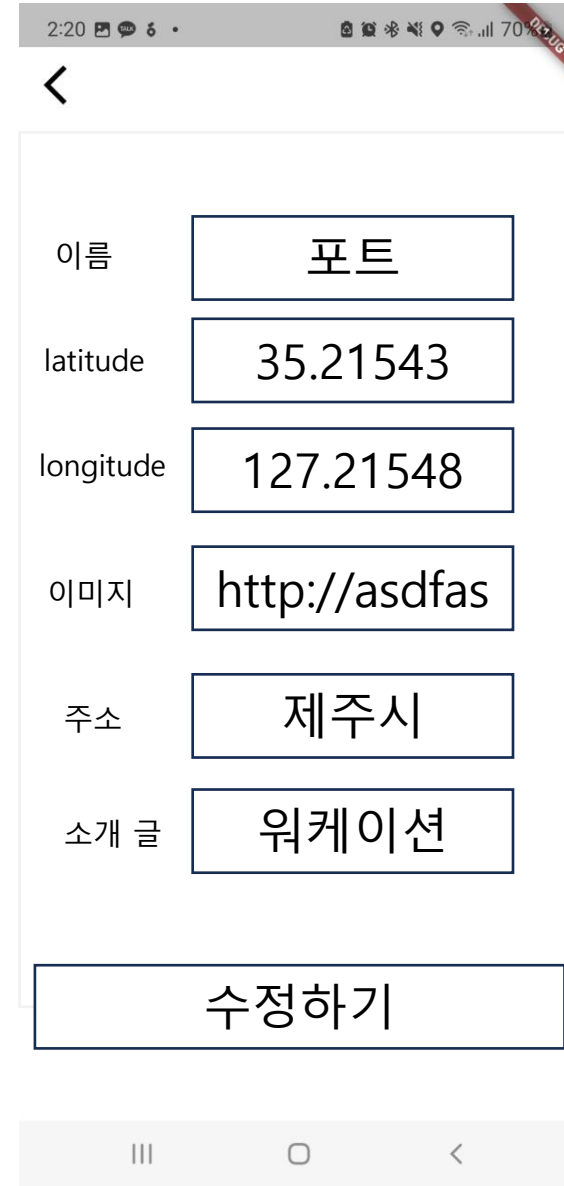 2:20 TALK 70%
DEBUG
이름 포트
latitude 35.21543
longitude 127.21548
이미지 http://asdfas
주소 제주시
소개 글 워케이션
수정하기